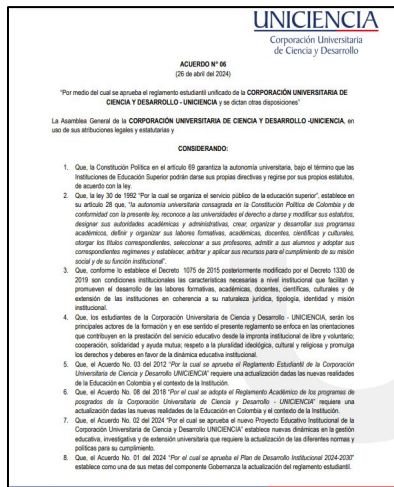 UNICIENCIA
Corporación Universitaria
de Ciencia y Desarrollo
ACUERDO N° 06
(26 de abril del 2024)
"Por medio del cual se aprueba el reglamento estudiantil unificado de la CORPORACIÓN UNIVERSITARIA DE
CIENCIA Y DESARROLLO - UNICIENCIA y se dictan otras disposiciones"
La Asamblea General de la CORPORACIÓN UNIVERSITARIA DE CIENCIA Y DESARROLLO -UNICIENCIA, en
uso de sus atribuciones legales y estatutarias y
CONSIDERANDO:
1. Que, la Constitución Política en el artículo 69 garantiza la autonomía universitaria, bajo el término que las
Instituciones de Educación Superior podrán darse sus propias directivas y regirse por sus propios estatutos,
de acuerdo con la ley.
2. Que, la ley 30 de 1992 "Por la cual se organiza el servicio público de la educación superior", establece en
su artículo 28 que, "la autonomía universitaria consagrada en la Constitución Política de Colombia y de
conformidad con la presente ley, reconoce a las universidades el derecho a darse y modificar sus estatutos,
designar sus autoridades académicas y administrativas, crear, organizar y desarrollar sus programas
académicos, definir y organizar sus labores formativas, académicas, docentes, científicas y culturales,
otorgar los títulos correspondientes, seleccionar a sus profesores, admitir a sus alumnos y adoptar sus
correspondientes regímenes y establecer, arbitrar y aplicar sus recursos para el cumplimiento de su misión
social y de su función institucional".
3. Que, conforme lo establece el Decreto 1075 de 2015 posteriormente modificado por el Decreto 1330 de
2019 son condiciones institucionales las características necesarias a nivel institucional que facilitan y
promueven el desarrollo de las labores formativas, académicas, docentes, científicas, culturales y de
extensión de las instituciones en coherencia a su naturaleza jurídica, tipología, identidad y misión
institucional.
4. Que, los estudiantes de la Corporación Universitaria de Ciencia y Desarrollo - UNICIENCIA, serán los
principales actores de la formación y en ese sentido el presente reglamento se enfoca en las orientaciones
que contribuyen en la prestación del servicio educativo desde la impronta institucional de libre y voluntario;
cooperación, solidaridad y ayuda mutua; respeto a la pluralidad ideológica, cultural y religiosa y promulga
los derechos y deberes en favor de la dinámica educativa institucional.
5. Que, el Acuerdo No. 03 del 2012 "Por la cual se aprueba el Reglamento Estudiantil de la Corporación
Universitaria de Ciencia y Desarrollo UNICIENCIA" requiere una actualización dadas las nuevas realidades
de la Educación en Colombia y el contexto de la Institución.
6. Que, el Acuerdo No. 08 del 2018 "Por el cual se adopta el Reglamento Académico de los programas de
posgrados de la Corporación Universitaria de Ciencia y Desarrollo - UNICIENCIA" requiere una
actualización dadas las nuevas realidades de la Educación en Colombia y el contexto de la Institución.
7. Que, el Acuerdo No. 02 del 2024 "Por el cual se aprueba el nuevo Proyecto Educativo Institucional de la
Corporación Universitaria de Ciencia y Desarrollo UNICIENCIA" establece nuevas dinámicas en la gestión
educativa, investigativa y de extensión universitaria que requiere la actualización de las diferentes normas y
políticas para su cumplimiento.
8. Que, el Acuerdo No. 01 del 2024 "Por el cual se aprueba el Plan de Desarrollo Institucional 2024-2030"
establece como una de sus metas del componente Gobernanza la actualización del reglamento estudiantil.